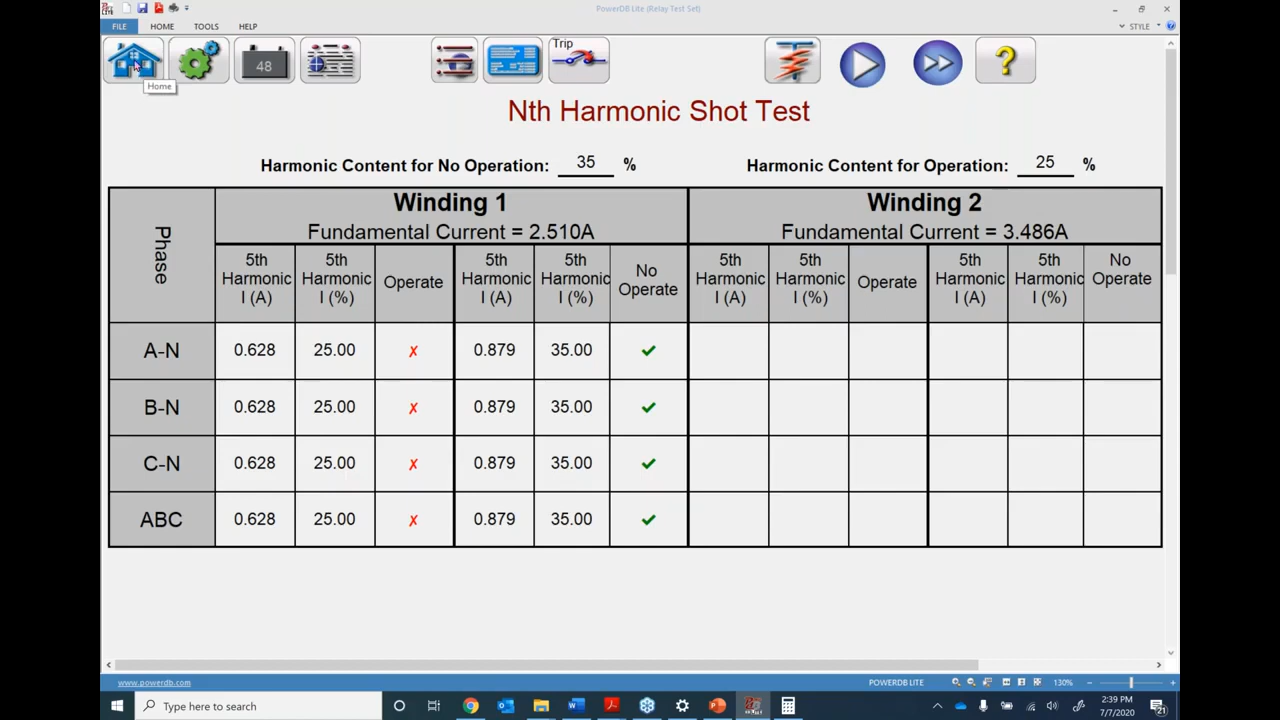 PowerDB Lite (Relay Test Set)
FILE HOME TOOLS HELP STYLE
48
Trip
Home
Nth Harmonic Shot Test
Harmonic Content for No Operation: 35 % Harmonic Content for Operation: 25 %
Phase
Winding 1
Fundamental Current = 2.510A
Winding 2
Fundamental Current = 3.486A
5th Harmonic I (A)
5th Harmonic I (%)
Operate
5th Harmonic I (A)
5th Harmonic I (%)
No Operate
5th Harmonic I (A)
5th Harmonic I (%)
Operate
5th Harmonic I (A)
5th Harmonic I (%)
No Operate
A-N 0.628 25.00 ✗ 0.879 35.00 ✓
B-N 0.628 25.00 ✗ 0.879 35.00 ✓
C-N 0.628 25.00 ✗ 0.879 35.00 ✓
ABC 0.628 25.00 ✗ 0.879 35.00 ✓
www.powerdb.com POWERDB LITE 130%
Type here to search
2:39 PM
7/7/2020
21